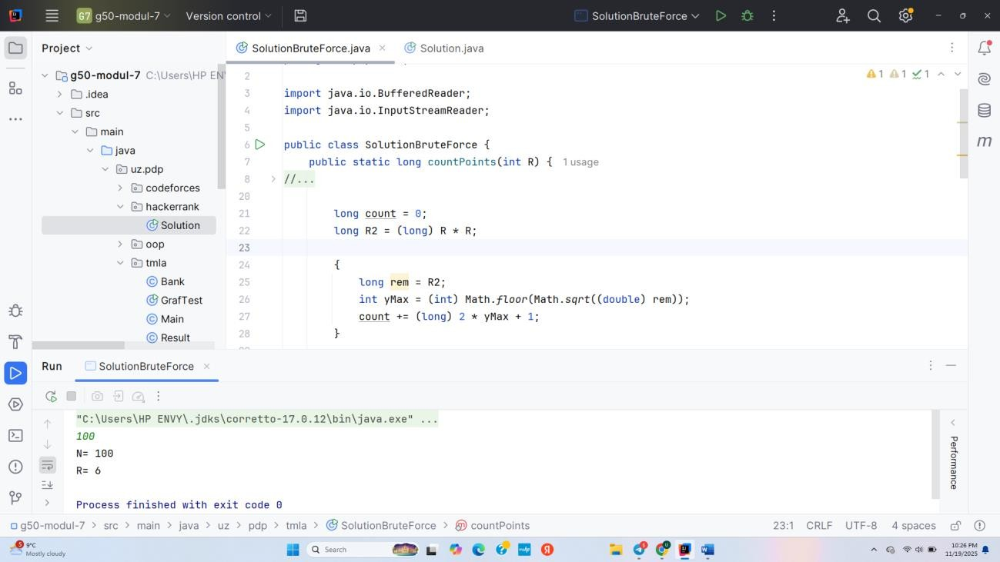 G7 g50-modul-7 Version control SolutionBruteForce
Project
SolutionBruteForce.java Solution.java
g50-modul-7 C:\Users\HP EN
.idea
src
main
java
uz.pdp
codeforces
hackerrank
Solution
oop
tmla
Bank
GrafTest
Main
Result
1 1 1
2
3 import java.io.BufferedReader;
4 import java.io.InputStreamReader;
5
6 public class SolutionBruteForce {
7 public static long countPoints(int R) { 1 usage
8 //...
20
21 long count = 0;
22 long R2 = (long) R * R;
23
24 {
25 long rem = R2;
26 int yMax = (int) Math.floor(Math.sqrt((double) rem));
27 count += (long) 2 * yMax + 1;
28 }
m
Run SolutionBruteForce
"C:\Users\HP ENVY\.jdks\corretto-17.0.12\bin\java.exe" ...
100
N= 100
R= 6
Process finished with exit code 0
Performance
g50-modul-7 > src > main > java > uz > pdp > tmla > SolutionBruteForce > countPoints 23:1 CRLF UTF-8 4 spaces
5 9°C
Mostly cloudy
Search
10:26 PM
11/19/2025